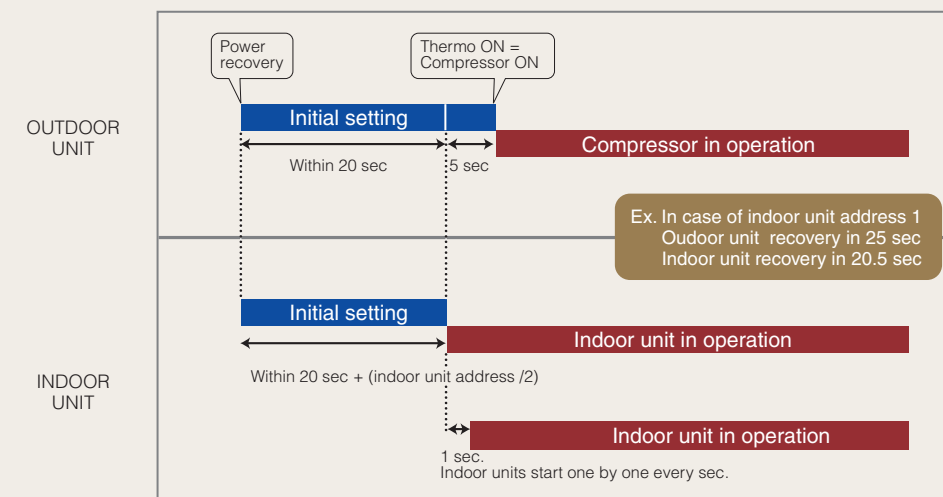 Power
recovery
Thermo ON =
Compressor ON
OUTDOOR
UNIT
Initial setting
Compressor in operation
Within 20 sec
5 sec
Ex. In case of indoor unit address 1
Oudoor unit recovery in 25 sec
Indoor unit recovery in 20.5 sec
INDOOR
UNIT
Initial setting
Indoor unit in operation
Within 20 sec + (indoor unit address /2)
Indoor unit in operation
1 sec.
Indoor units start one by one every sec.